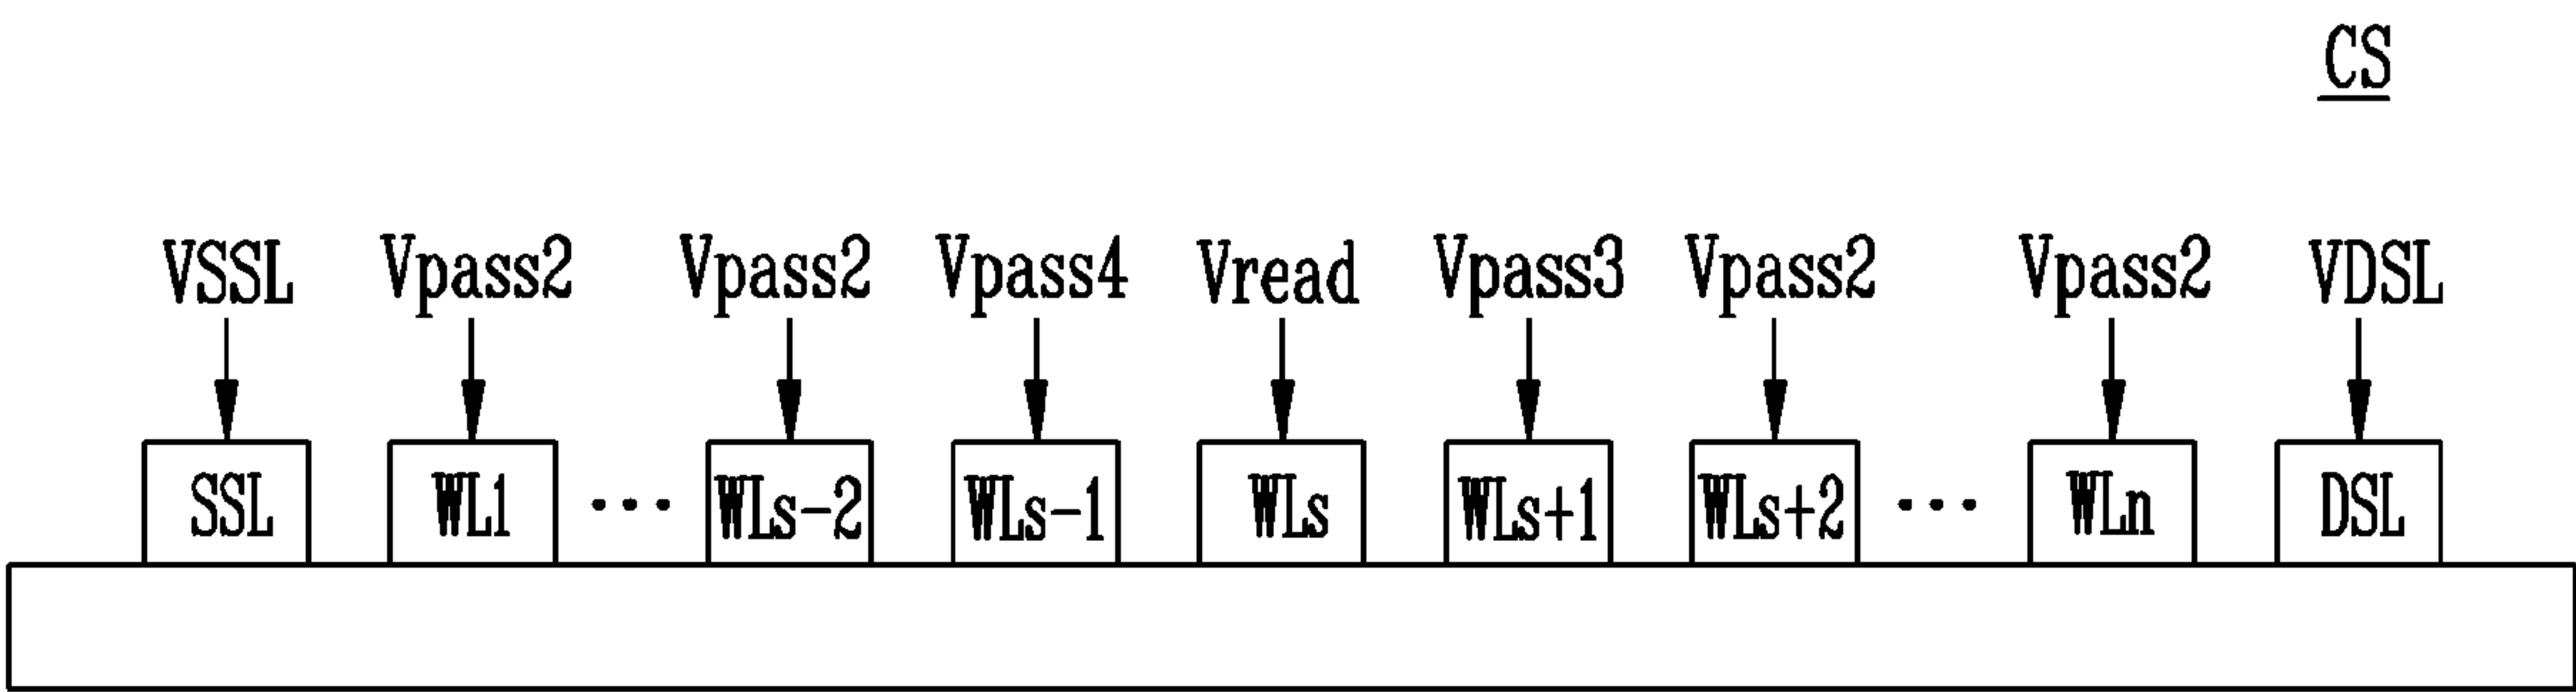 CS
VSSL Vpass2 Vpass2 Vpass4 Vread Vpass3 Vpass2 Vpass2 VDSL
SSL WL1 ... WLs-2 WLs-1 WLs WLs+1 WLs+2 ... WLn DSL